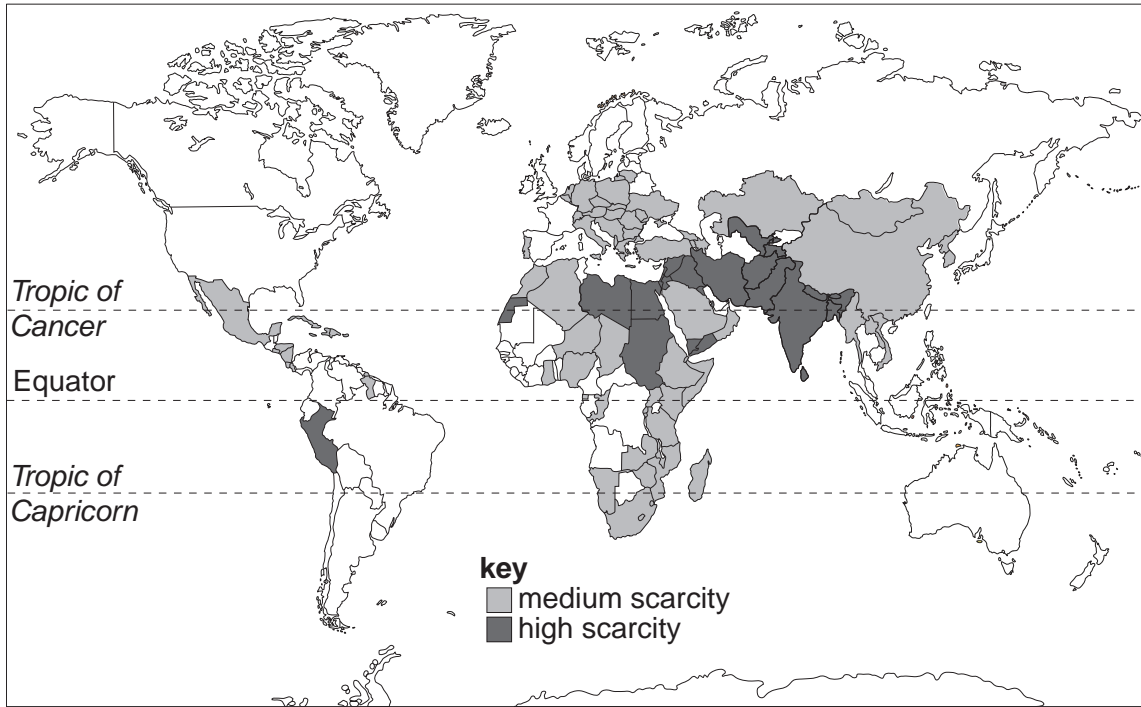 Tropic of
Cancer
Equator
Tropic of
Capricorn
key
medium scarcity
high scarcity